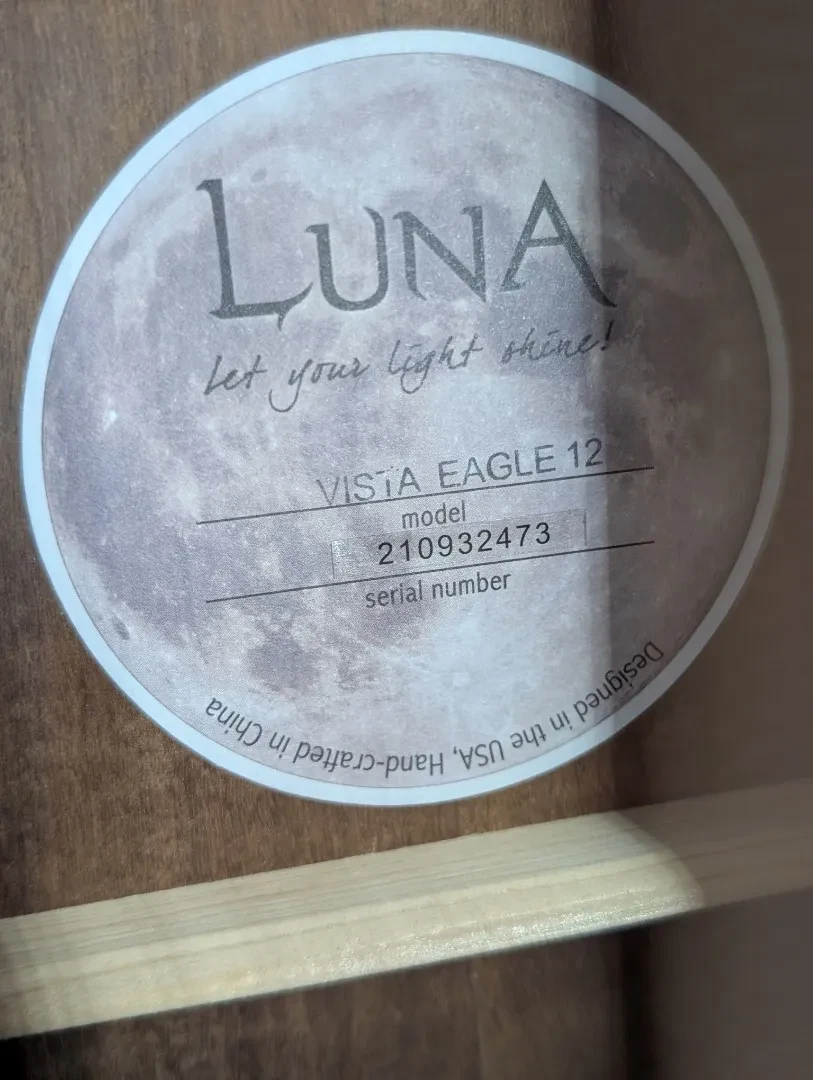 LUNA
Let your light shine!
VISTA EAGLE 12
model
210932473
serial number
Designed in the USA, Hand-crafted in China